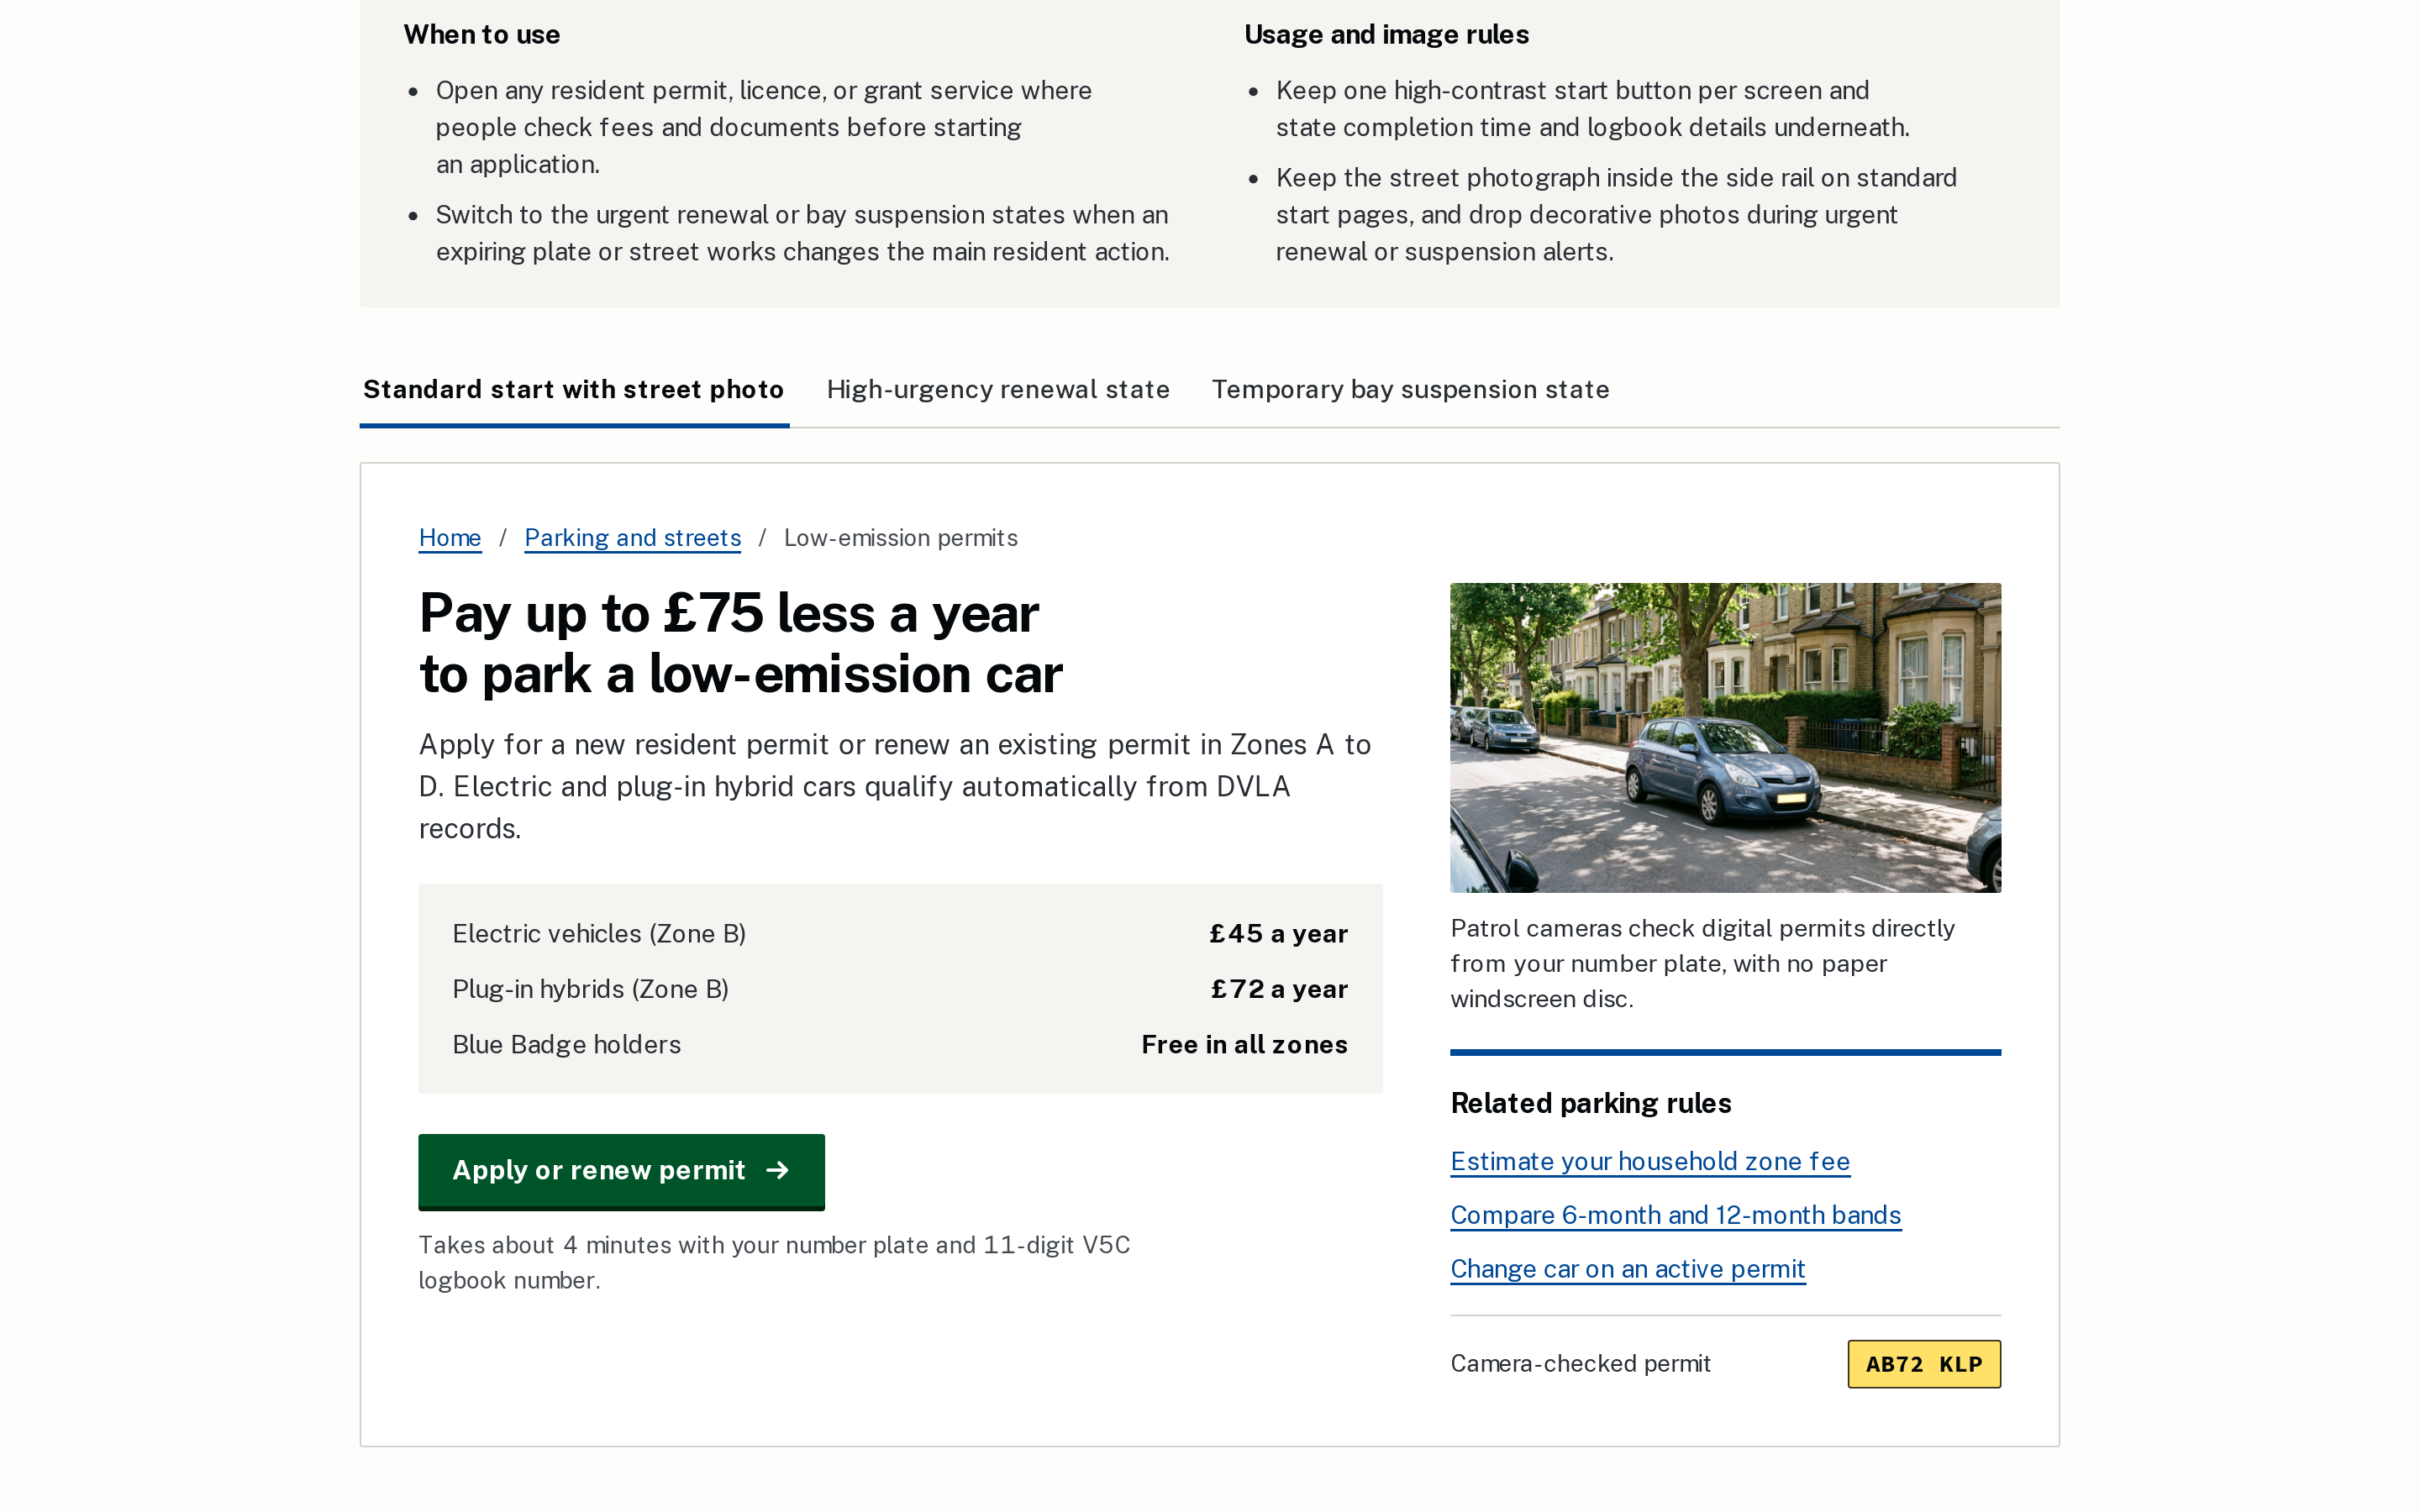 When to use
Open any resident permit, licence, or grant service where
people check fees and documents before starting
an application.
Switch to the urgent renewal or bay suspension states when an
expiring plate or street works changes the main resident action.
Usage and image rules
Keep one high-contrast start button per screen and
state completion time and logbook details underneath.
Keep the street photograph inside the side rail on standard
start pages, and drop decorative photos during urgent
renewal or suspension alerts.
Standard start with street photo
High-urgency renewal state
Temporary bay suspension state
Home / Parking and streets / Low-emission permits
Pay up to £75 less a year
to park a low-emission car
Apply for a new resident permit or renew an existing permit in Zones A to
D. Electric and plug-in hybrid cars qualify automatically from DVLA
records.
Electric vehicles (Zone B) £45 a year
Plug-in hybrids (Zone B) £72 a year
Blue Badge holders Free in all zones
Apply or renew permit →
Takes about 4 minutes with your number plate and 11-digit V5C
logbook number.
Patrol cameras check digital permits directly
from your number plate, with no paper
windscreen disc.
Related parking rules
Estimate your household zone fee
Compare 6-month and 12-month bands
Change car on an active permit
Camera-checked permit AB72 KLP